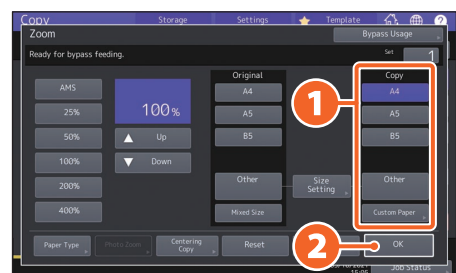 Copy Storage Settings Template
Zoom Bypass Usage
Ready for bypass feeding. Set 1
Original Copy
AMS A4 A4
25% 100% A5 A5
50% Up B5 B5
100% Down
200% Other Size Setting Other
400% Mixed Size Custom Paper
Paper Type Photo Zoom Centering Copy Reset OK
Job Status
1
2